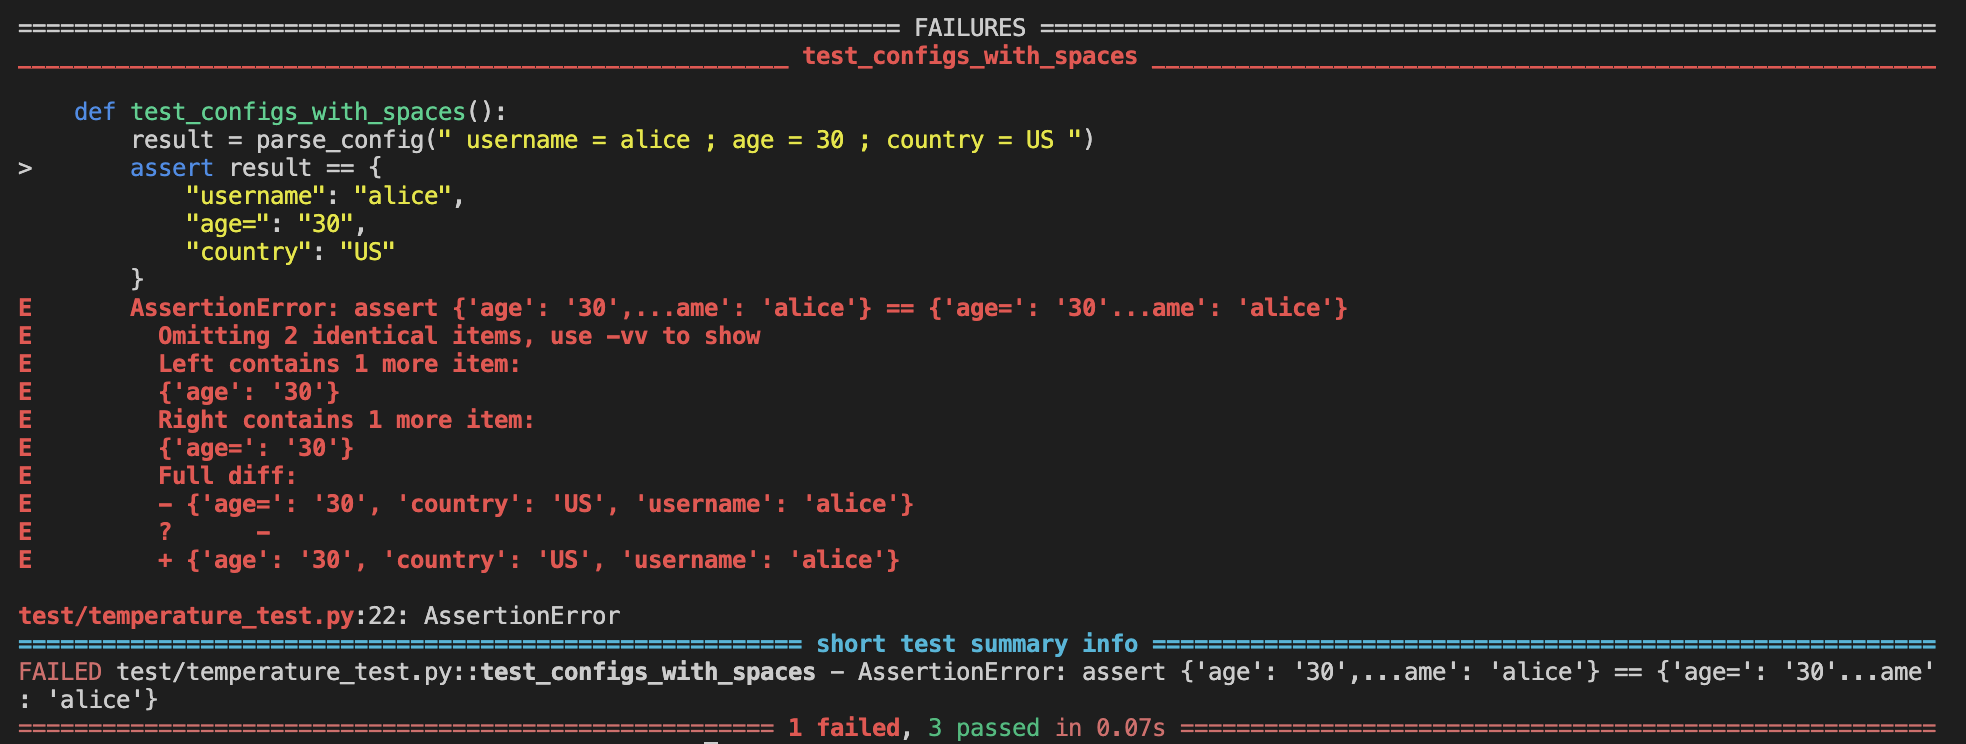 =============================================================== FAILURES ================================================================
_______________________________________________________ test_configs_with_spaces ________________________________________________________
    def test_configs_with_spaces():
        result = parse_config(" username = alice ; age = 30 ; country = US ")
>       assert result == {
            "username": "alice",
            "age=": "30",
            "country": "US"
        }
E       AssertionError: assert {'age': '30',...ame': 'alice'} == {'age=': '30'...ame': 'alice'}
E         Omitting 2 identical items, use -vv to show
E         Left contains 1 more item:
E         {'age': '30'}
E         Right contains 1 more item:
E         {'age=': '30'}
E         Full diff:
E         - {'age=': '30', 'country': 'US', 'username': 'alice'}
E         ?      -
E         + {'age': '30', 'country': 'US', 'username': 'alice'}
test/temperature_test.py:22: AssertionError
======================================================== short test summary info ========================================================
FAILED test/temperature_test.py::test_configs_with_spaces - AssertionError: assert {'age': '30',...ame': 'alice'} == {'age=': '30'...ame'
: 'alice'}
====================================================== 1 failed, 3 passed in 0.07s ======================================================